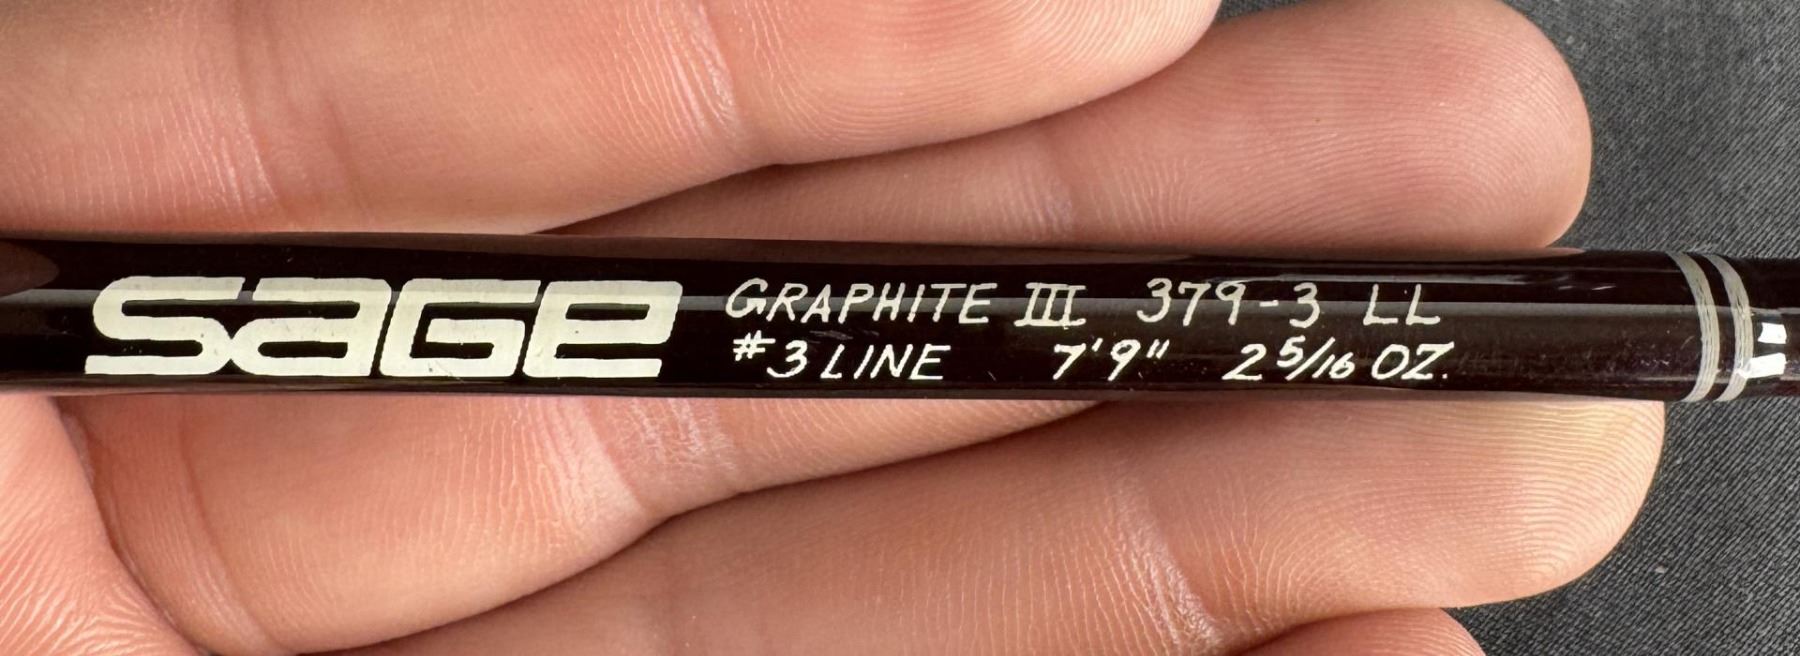 SAGE
GRAPHITE III 379-3 LL
#3 LINE 7'9" 2 5/16 OZ.